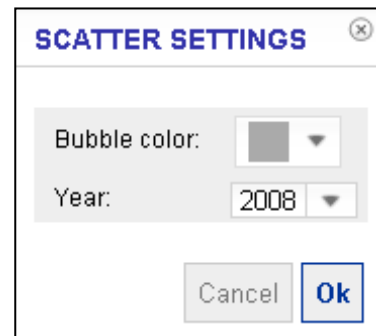 SCATTER SETTINGS
Bubble color:
Year: 2008
Cancel Ok